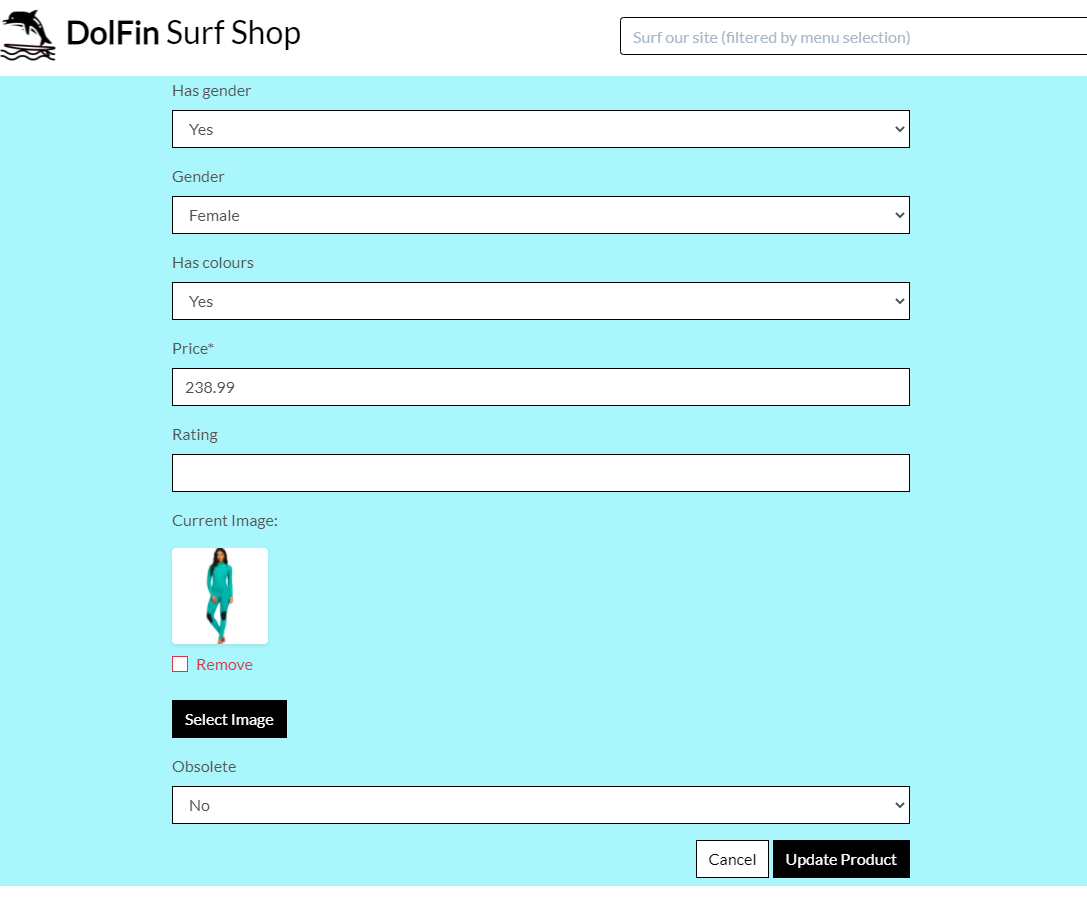 DolFin Surf Shop
Surf our site (filtered by menu selection)
Has gender
Yes
Gender
Female
Has colours
Yes
Price*
238.99
Rating
Current Image:
Remove
Select Image
Obsolete
No
Cancel Update Product